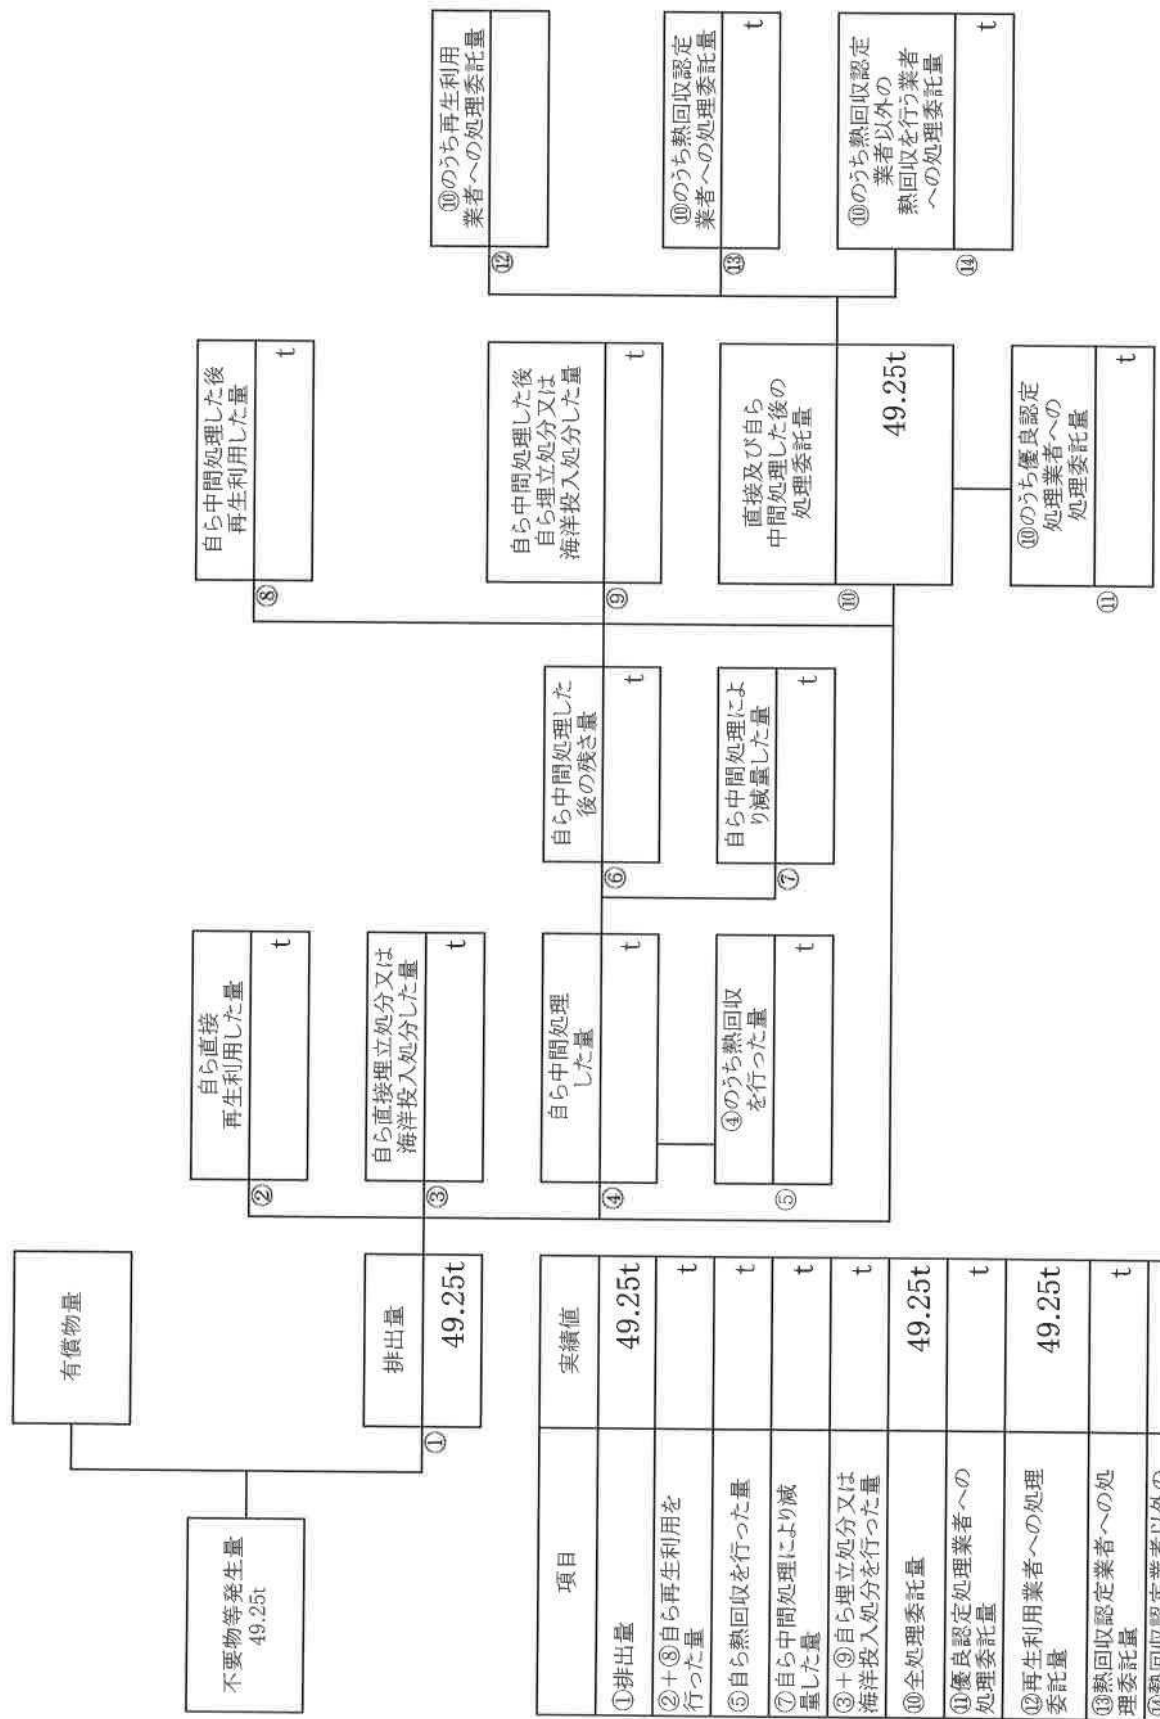 有償物量
不要物等発生量
49.25t
①
排出量
49.25t
②
自ら直接
再生利用した量
t
③
自ら直接埋立処分又は
海洋投入処分した量
t
④
自ら中間処理
した量
t
⑤
④のうち熱回収
を行った量
t
⑥
自ら中間処理した
後の残さ量
t
⑦
自ら中間処理によ
り減量した量
t
⑧
自ら中間処理した後
再生利用した量
t
⑨
自ら中間処理した後
自ら埋立処分又は
海洋投入処分した量
t
⑩
直接及び自ら
中間処理した後の
処理委託量
49.25t
⑪
⑩のうち優良認定
処理業者への
処理委託量
t
⑫
⑩のうち再生利用
業者への処理委託量
⑬
⑩のうち熱回収認定
業者への処理委託量
t
⑭
⑩のうち熱回収認定
業者以外の
熱回収を行う業者
への処理委託量
t
項目
実績値
①排出量
49.25t
②+⑧自ら再生利用を
行った量
t
⑤自ら熱回収を行った量
t
⑦自ら中間処理により減
量した量
t
③+⑨自ら埋立処分又は
海洋投入処分を行った量
t
⑩全処理委託量
49.25t
⑪優良認定処理業者への
処理委託量
t
⑫再生利用業者への処理
委託量
49.25t
⑬熱回収認定業者への処
理委託量
t
⑭熱回収認定業者以外の